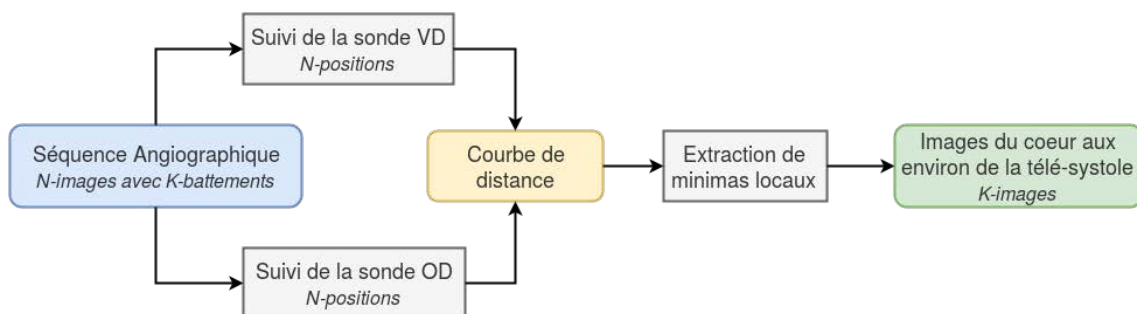 Suivi de la sonde VD
N-positions
Séquence Angiographique
N-images avec K-battements
Courbe de
distance
Extraction de
minimas locaux
Images du coeur aux
environ de la télé-systole
K-images
Suivi de la sonde OD
N-positions